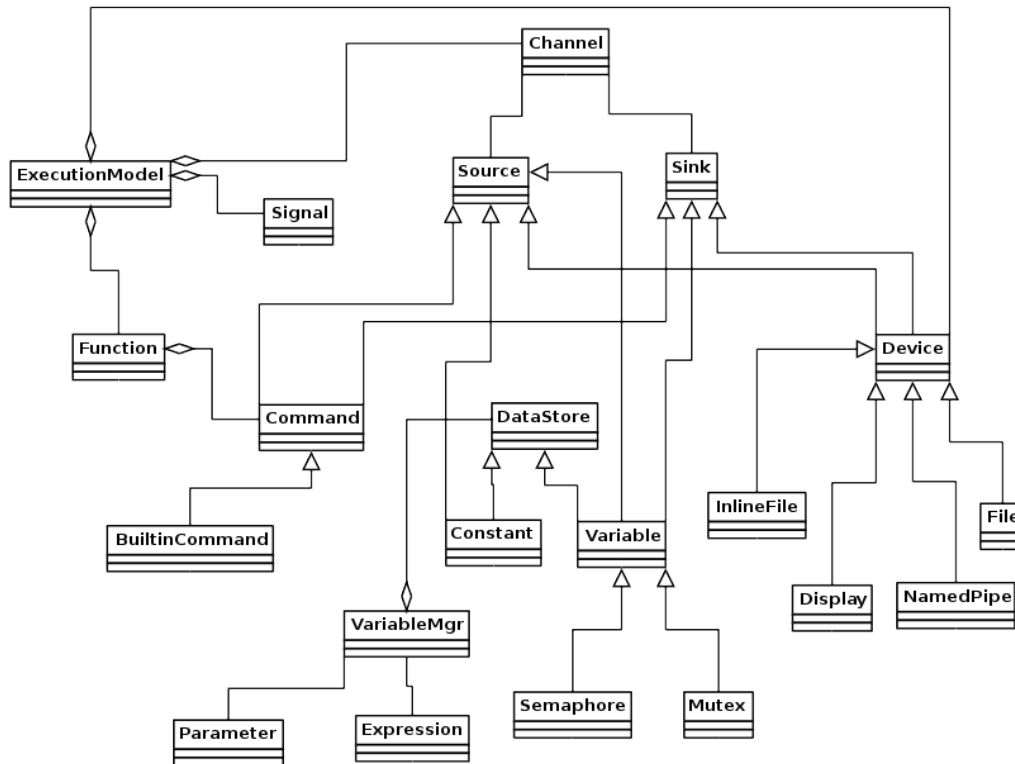 Channel
ExecutionModel
Source
Sink
Signal
Function
Device
Command
DataStore
InlineFile
File
BuiltinCommand
Constant
Variable
Display
NamedPipe
VariableMgr
Semaphore
Mutex
Parameter
Expression